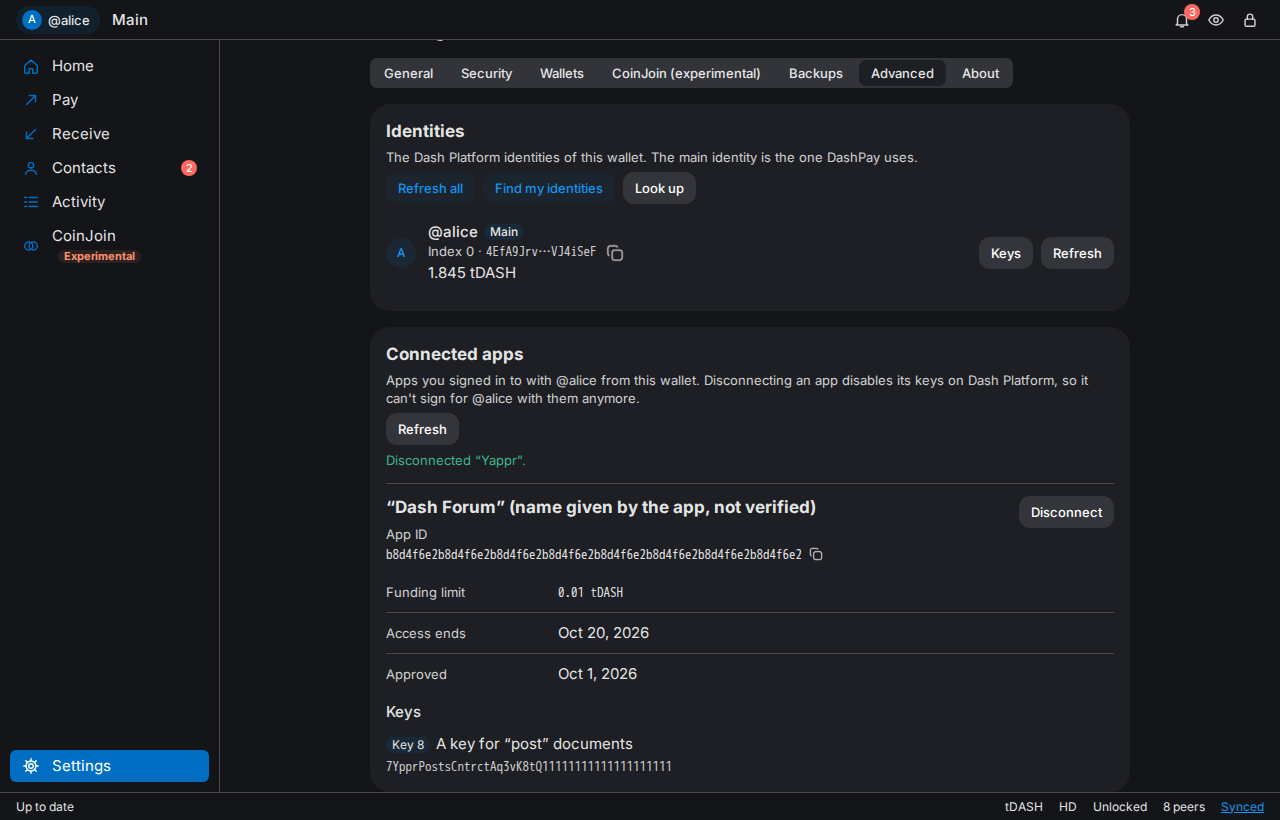 A @alice Main
3
Home
Pay
Receive
Contacts 2
Activity
CoinJoin
Experimental
Settings
General Security Wallets CoinJoin (experimental) Backups Advanced About
Identities
The Dash Platform identities of this wallet. The main identity is the one DashPay uses.
Refresh all Find my identities Look up
A
@alice Main
Index 0 · 4EfA9Jrv···VJ4iSeF
1.845 tDASH
Keys Refresh
Connected apps
Apps you signed in to with @alice from this wallet. Disconnecting an app disables its keys on Dash Platform, so it
can't sign for @alice with them anymore.
Refresh
Disconnected “Yappr”.
“Dash Forum” (name given by the app, not verified)
Disconnect
App ID
b8d4f6e2b8d4f6e2b8d4f6e2b8d4f6e2b8d4f6e2b8d4f6e2b8d4f6e2b8d4f6e2
Funding limit 0.01 tDASH
Access ends Oct 20, 2026
Approved Oct 1, 2026
Keys
Key 8 A key for “post” documents
7YpprPostsCntrctAq3vK8tQ11111111111111111111
Up to date
tDASH HD Unlocked 8 peers Synced